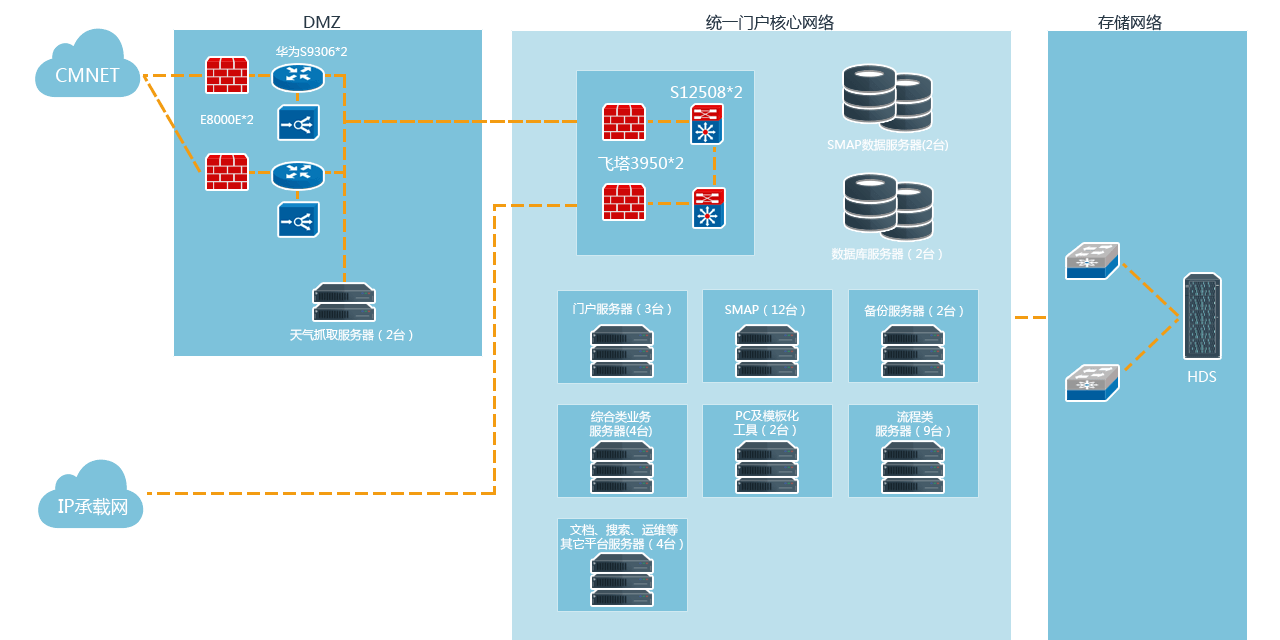 DMZ
统一门户核心网络
存储网络
CMNET
华为S9306*2
E8000E*2
天气抓取服务器（2台）
S12508*2
飞塔3950*2
SMAP数据服务器(2台)
数据库服务器（2台）
门户服务器（3台）
SMAP（12台）
备份服务器（2台）
综合类业务
服务器(4台)
PC及模板化
工具（2台）
流程类
服务器（9台）
文档、搜索、运维等
其它平台服务器（4台）
HDS
IP承载网